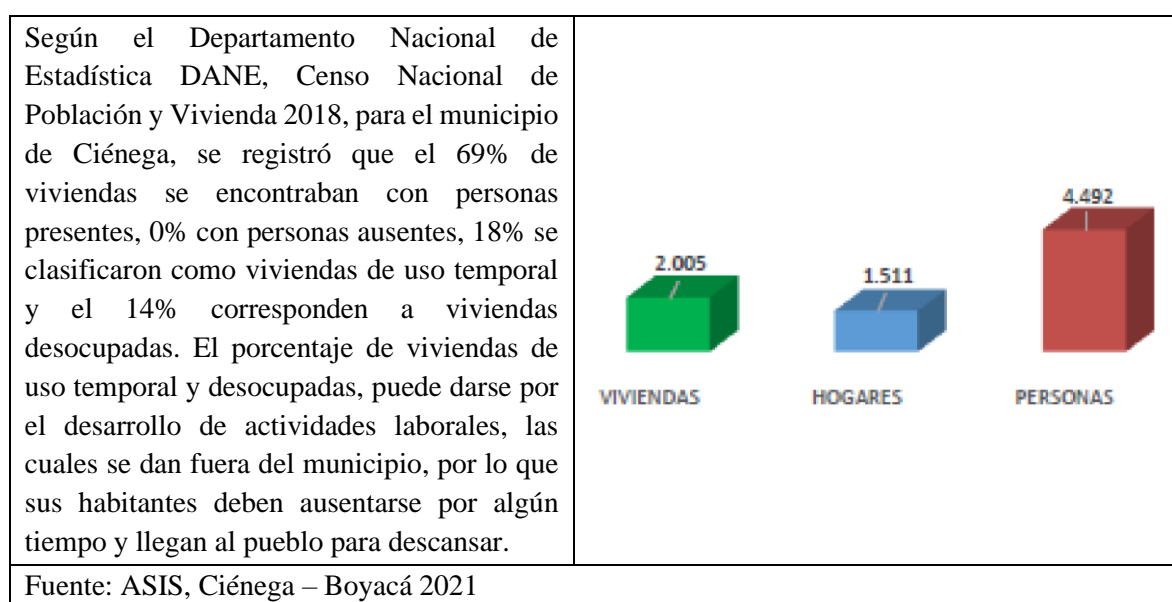 Según el Departamento Nacional de
Estadística DANE, Censo Nacional de
Población y Vivienda 2018, para el municipio
de Ciénega, se registró que el 69% de
viviendas se encontraban con personas
presentes, 0% con personas ausentes, 18% se
clasificaron como viviendas de uso temporal
y el 14% corresponden a viviendas
desocupadas. El porcentaje de viviendas de
uso temporal y desocupadas, puede darse por
el desarrollo de actividades laborales, las
cuales se dan fuera del municipio, por lo que
sus habitantes deben ausentarse por algún
tiempo y llegan al pueblo para descansar.
2.005
1.511
4.492
VIVIENDAS
HOGARES
PERSONAS
Fuente: ASIS, Ciénega – Boyacá 2021